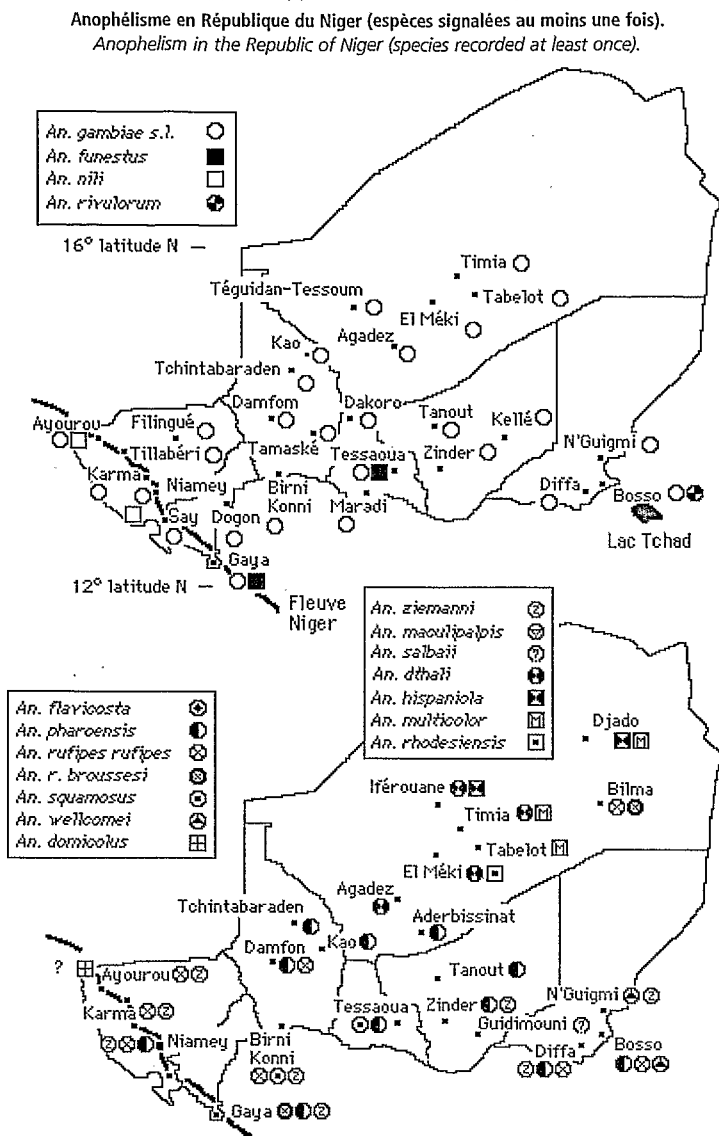 Anophélisme en République du Niger (espèces signalées au moins une fois).
Anophelism in the Republic of Niger (species recorded at least once).
An. gambiae s.l.
An. funestus
An. nili
An. rivulorum
16° latitude N
Timia
Téguidan-Tessoum
Tabelot
El Méki
Agadez
Kao
Tchintabaraden
Damfom
Dakoro
Tanout
Kellé
Ayourou
Filingué
Tillabéri
Tamaské
Tessaoua
Zinder
N'Guigmi
Karma
Niamey
Birni
Konni
Maradi
Diffa
Bosso
Say
Dogon
Lac Tchad
Gaya
12° latitude N
Fleuve
Niger
An. ziemanni
An. maculipalpis
An. salbaii
An. dthali
An. hispaniola
An. multicolor
An. rhodesiensis
An. flavicosta
An. pharoensis
An. rufipes rufipes
An. r. broussesi
An. squamosus
An. wellcomei
An. domicolus
Djado
Iférouane
Bilma
Timia
Tabelot
El Méki
Agadez
Tchintabaraden
Aderbissinat
Damfon
Kao
? Ayourou
Tanout
Karma
N'Guigmi
Tessaoua
Zinder
Guidimouni
Niamey
Birni
Konni
Diffa
Bosso
Gaya